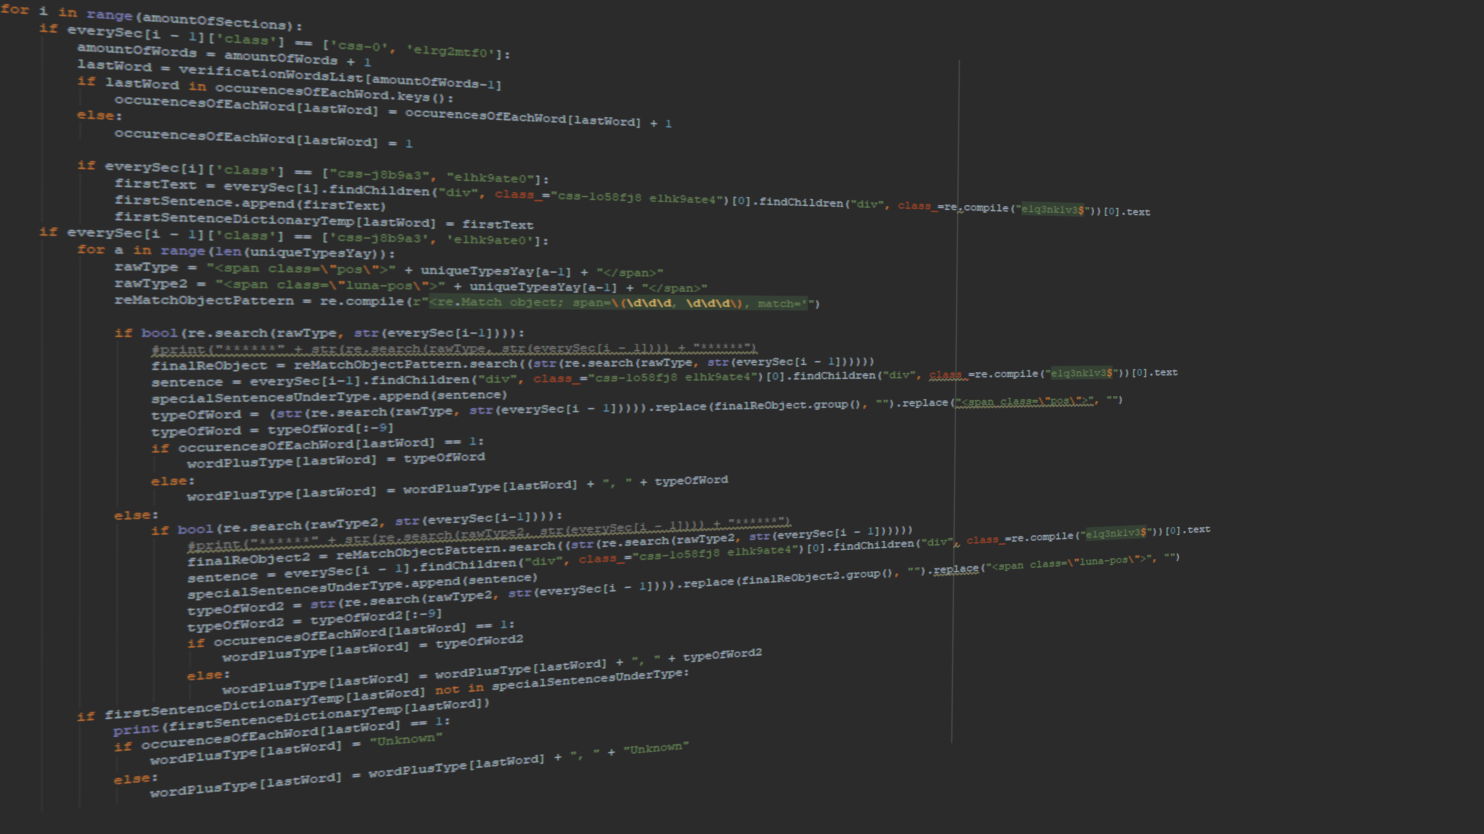 for i in range(amountOfSections):
if everySec[i - 1]['class'] == ['css-0', 'e1rg2mtf0']:
amountOfWords = amountOfWords + 1
lastWord = verificationWordsList[amountOfWords-1]
if lastWord in occurencesOfEachWord.keys():
occurencesOfEachWord[lastWord] = occurencesOfEachWord[lastWord] + 1
else:
occurencesOfEachWord[lastWord] = 1
if everySec[i]['class'] == ["css-j8b9a3", "e1hk9ate0"]:
firstText = everySec[i].findChildren("div", class_="css-1o58fj8 e1hk9ate4")[0].findChildren("div", class_=re.compile("e1q3nk1v3$"))[0].text
firstSentence.append(firstText)
firstSentenceDictionaryTemp[lastWord] = firstText
if everySec[i - 1]['class'] == ['css-j8b9a3', 'e1hk9ate0']:
for a in range(len(uniqueTypesYay)):
rawType = "<span class=\"pos\">" + uniqueTypesYay[a-1] + "</span>"
rawType2 = "<span class=\"luna-pos\">" + uniqueTypesYay[a-1] + "</span>"
reMatchObjectPattern = re.compile(r"<re.Match object; span=\(\d\d\d, \d\d\d\), match='")
if bool(re.search(rawType, str(everySec[i-1]))):
#print("******" + str(re.search(rawType, str(everySec[i - 1]))) + "******")
finalReObject = reMatchObjectPattern.search((str(re.search(rawType, str(everySec[i - 1])))))
sentence = everySec[i-1].findChildren("div", class_="css-1o58fj8 e1hk9ate4")[0].findChildren("div", class_=re.compile("e1q3nk1v3$"))[0].text
specialSentencesUnderType.append(sentence)
typeOfWord = (str(re.search(rawType, str(everySec[i - 1])))).replace(finalReObject.group(), "").replace("<span class=\"pos\">", "")
typeOfWord = typeOfWord[:-9]
if occurencesOfEachWord[lastWord] == 1:
wordPlusType[lastWord] = typeOfWord
else:
wordPlusType[lastWord] = wordPlusType[lastWord] + ", " + typeOfWord
else:
if bool(re.search(rawType2, str(everySec[i-1]))):
#print("******" + str(re.search(rawType2, str(everySec[i - 1]))) + "******")
finalReObject2 = reMatchObjectPattern.search((str(re.search(rawType2, str(everySec[i - 1])))))
sentence = everySec[i - 1].findChildren("div", class_="css-1o58fj8 e1hk9ate4")[0].findChildren("div", class_=re.compile("e1q3nk1v3$"))[0].text
specialSentencesUnderType.append(sentence)
typeOfWord2 = str(re.search(rawType2, str(everySec[i - 1]))).replace(finalReObject2.group(), "").replace("<span class=\"luna-pos\">", "")
typeOfWord2 = typeOfWord2[:-9]
if occurencesOfEachWord[lastWord] == 1:
wordPlusType[lastWord] = typeOfWord2
else:
wordPlusType[lastWord] = wordPlusType[lastWord] + ", " + typeOfWord2
if firstSentenceDictionaryTemp[lastWord] not in specialSentencesUnderType:
print(firstSentenceDictionaryTemp[lastWord])
if occurencesOfEachWord[lastWord] == 1:
wordPlusType[lastWord] = "Unknown"
else:
wordPlusType[lastWord] = wordPlusType[lastWord] + ", " + "Unknown"